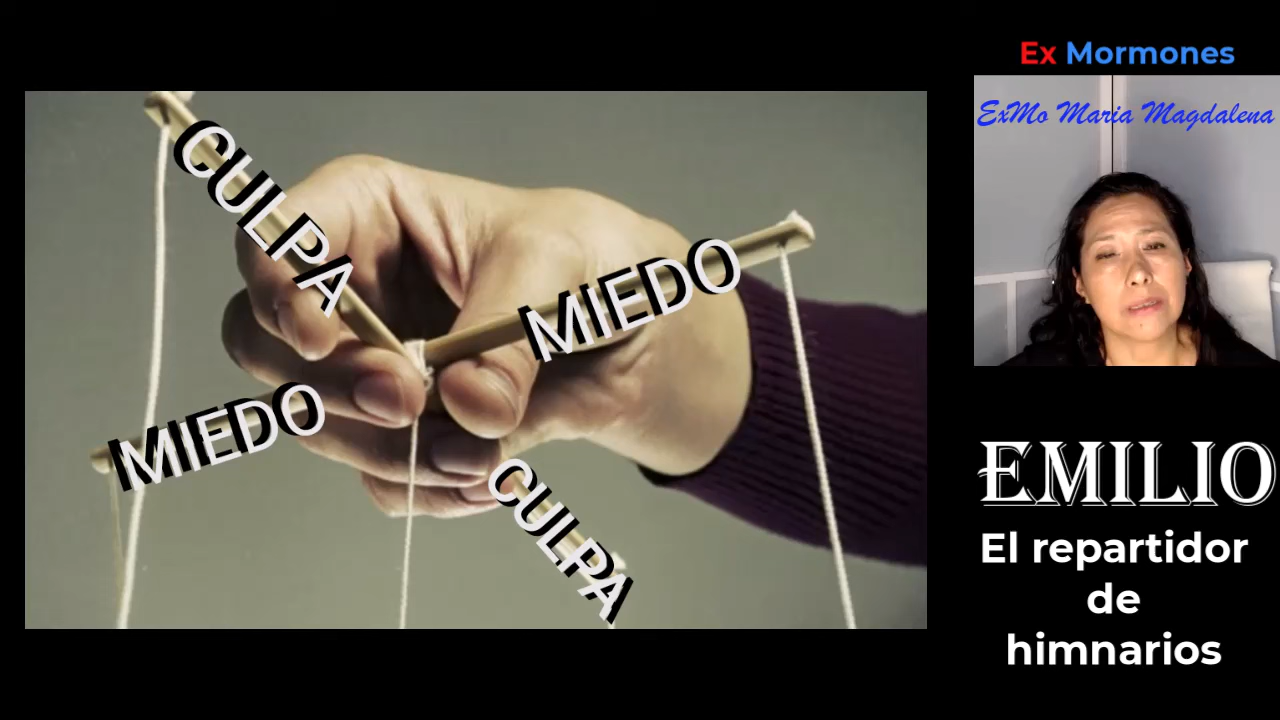 Ex Mormones
ExMo Maria Magdalena
CULPA
MIEDO
MIEDO
CULPA
EMILIO
El repartidor
de
himnarios